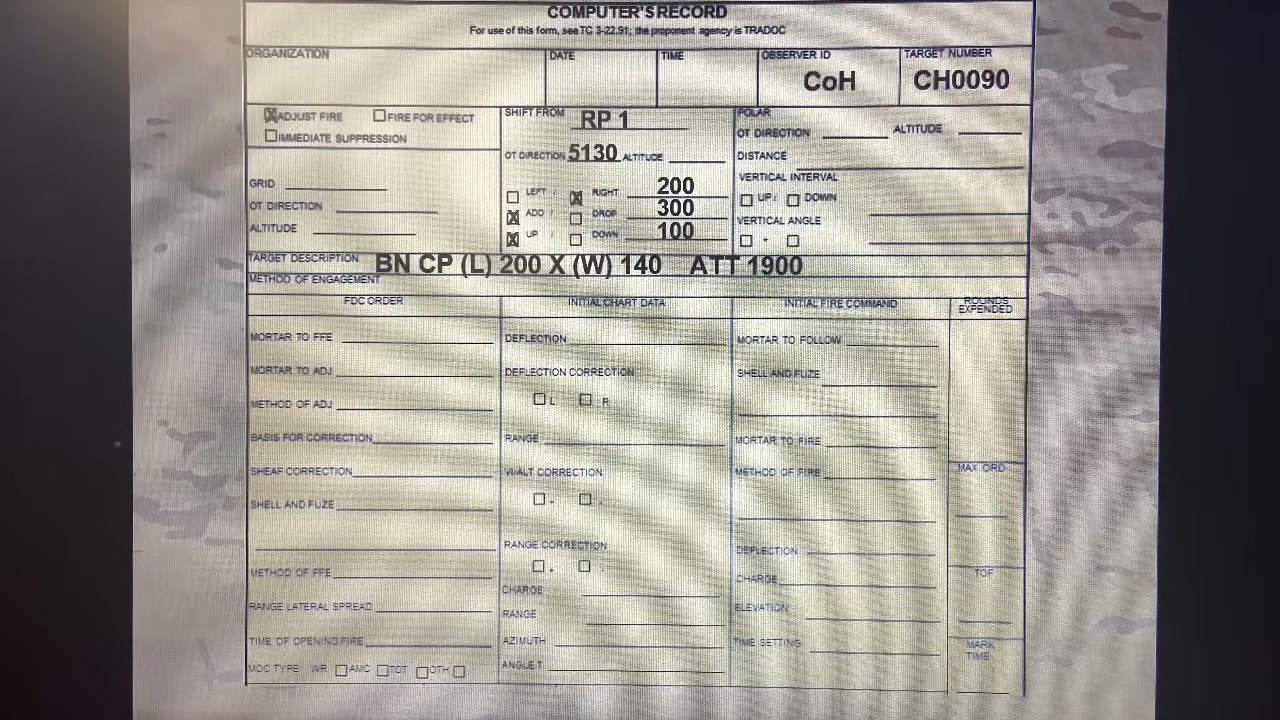 COMPUTER'S RECORD
For use of this form, see TC 3-22.91; the proponent agency is TRADOC
ORGANIZATION
DATE
TIME
OBSERVER ID
CoH
TARGET NUMBER
CH0090
ADJUST FIRE
FIRE FOR EFFECT
IMMEDIATE SUPPRESSION
GRID
OT DIRECTION
ALTITUDE
SHIFT FROM RP 1
OT DIRECTION 5130 ALTITUDE
LEFT / RIGHT 200
ADD / DROP 300
UP / DOWN 100
POLAR
OT DIRECTION ALTITUDE
DISTANCE
VERTICAL INTERVAL
UP / DOWN
VERTICAL ANGLE
+
TARGET DESCRIPTION BN CP (L) 200 X (W) 140 ATT 1900
METHOD OF ENGAGEMENT
FDC ORDER
MORTAR TO FFE
MORTAR TO ADJ
METHOD OF ADJ
BASIS FOR CORRECTION
SHEAF CORRECTION
SHELL AND FUZE
METHOD OF FFE
RANGE LATERAL SPREAD
TIME OF OPENING FIRE
MOC TYPE WR AMC TOT OTH
INITIAL CHART DATA
DEFLECTION
DEFLECTION CORRECTION
L R
RANGE
VI/ALT CORRECTION
RANGE CORRECTION
CHARGE
RANGE
AZIMUTH
ANGLE T
INITIAL FIRE COMMAND
MORTAR TO FOLLOW
SHELL AND FUZE
MORTAR TO FIRE
METHOD OF FIRE
DEFLECTION
CHARGE
ELEVATION
TIME SETTING
ROUNDS
EXPENDED
MAX ORD
TOF
MARK
TIME